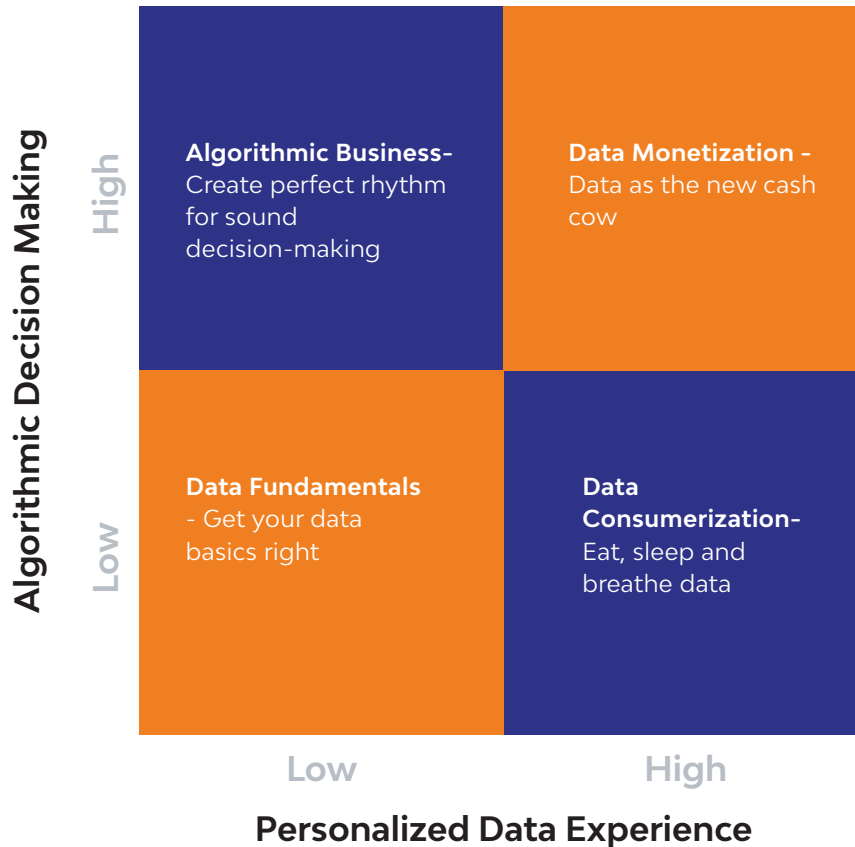 Algorithmic Decision Making
High
Algorithmic Business-
Create perfect rhythm
for sound
decision-making
Data Monetization -
Data as the new cash
cow
Low
Data Fundamentals
- Get your data
basics right
Data
Consumerization-
Eat, sleep and
breathe data
Low
High
Personalized Data Experience